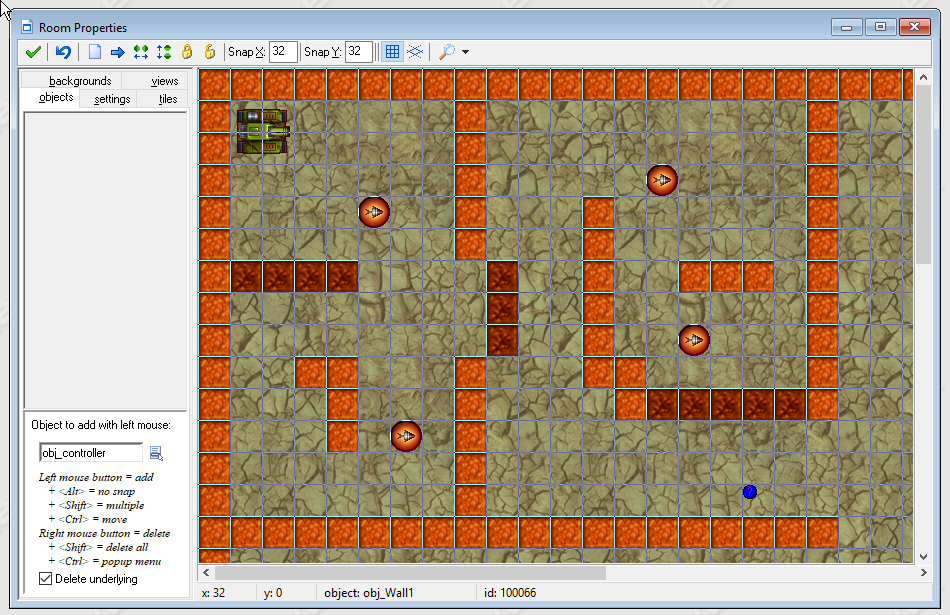 Room Properties
Snap X: 32 Snap Y: 32
backgrounds views
objects settings tiles
Object to add with left mouse:
obj_controller
Left mouse button = add
+ <Alt> = no snap
+ <Shift> = multiple
+ <Ctrl> = move
Right mouse button = delete
+ <Shift> = delete all
+ <Ctrl> = popup menu
Delete underlying
x: 32 y: 0 object: obj_Wall1 id: 100066